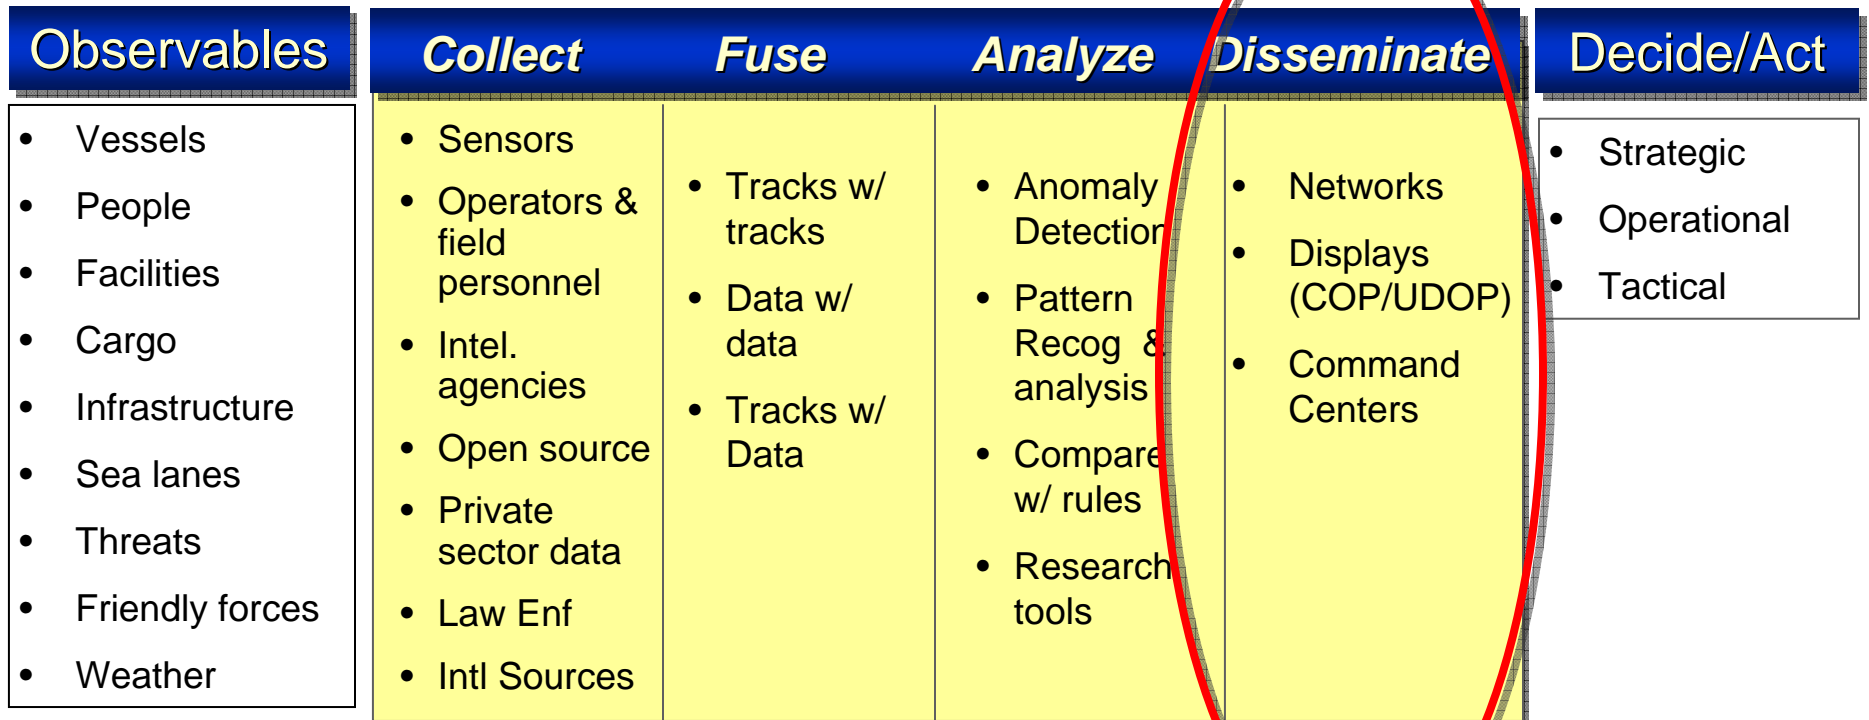 Observables
• Vessels
• People
• Facilities
• Cargo
• Infrastructure
• Sea lanes
• Threats
• Friendly forces
• Weather
Collect
• Sensors
• Operators &
field
personnel
• Intel.
agencies
• Open source
• Private
sector data
• Law Enf
• Intl Sources
Fuse
• Tracks w/
tracks
• Data w/
data
• Tracks w/
Data
Analyze
• Anomaly
Detection
• Pattern
Recog &
analysis
• Compare
w/ rules
• Research
tools
Disseminate
• Networks
• Displays
(COP/UDOP)
• Command
Centers
Decide/Act
• Strategic
• Operational
• Tactical